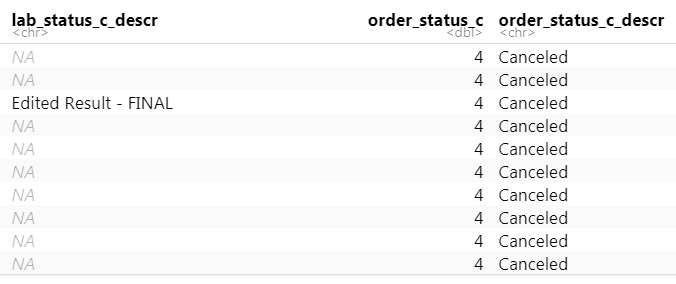 lab_status_c_descr order_status_c order_status_c_descr
<chr> <dbl> <chr>
NA 4 Canceled
NA 4 Canceled
Edited Result - FINAL 4 Canceled
NA 4 Canceled
NA 4 Canceled
NA 4 Canceled
NA 4 Canceled
NA 4 Canceled
NA 4 Canceled
NA 4 Canceled